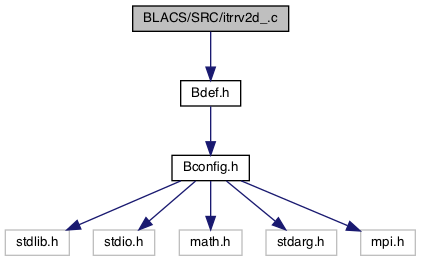 BLACS/SRC/itrrv2d_.c
Bdef.h
Bconfig.h
stdlib.h
stdio.h
math.h
stdarg.h
mpi.h